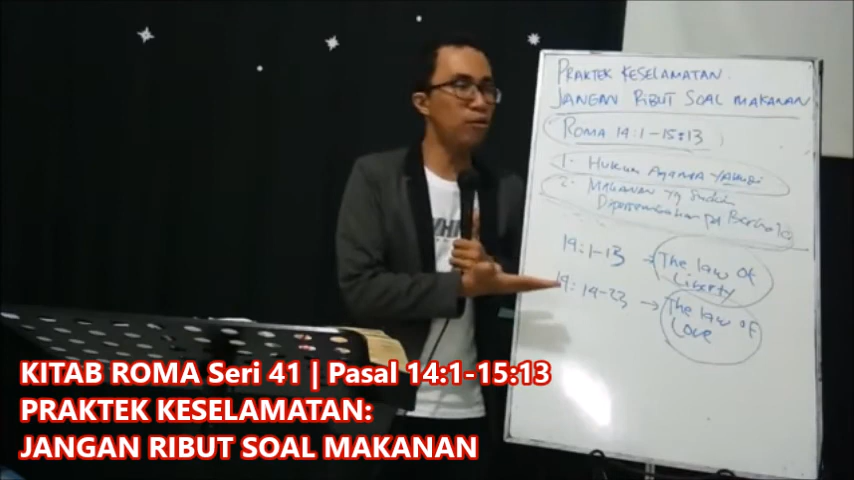 PRAKTEK KESELAMATAN.
JANGAN RIBUT SOAL MAKANAN
ROMA 14:1-15:13
1. HUKUM Agama Yahudi
2. MAKANAN yg Sudah
Dipersembahkan pd Berhala
14:1-13 → The law of
Liberty
14: 14-23 → The law of
Love
KITAB ROMA Seri 41 | Pasal 14:1-15:13
PRAKTEK KESELAMATAN:
JANGAN RIBUT SOAL MAKANAN